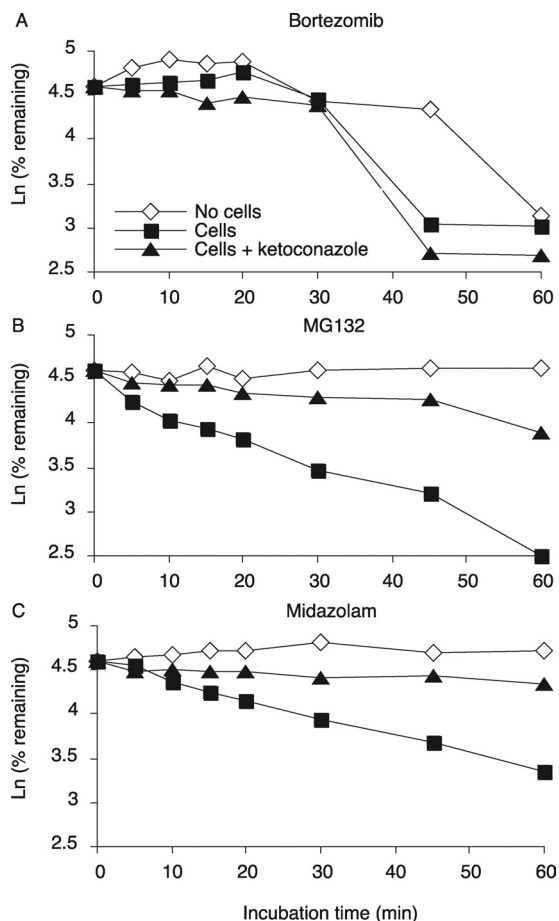 A
Bortezomib
5
4.5
4
3.5
3
2.5
Ln (% remaining)
No cells
Cells
Cells + ketoconazole
0 10 20 30 40 50 60
B
MG132
5
4.5
4
3.5
3
2.5
Ln (% remaining)
0 10 20 30 40 50 60
C
Midazolam
5
4.5
4
3.5
3
2.5
Ln (% remaining)
0 10 20 30 40 50 60
Incubation time (min)